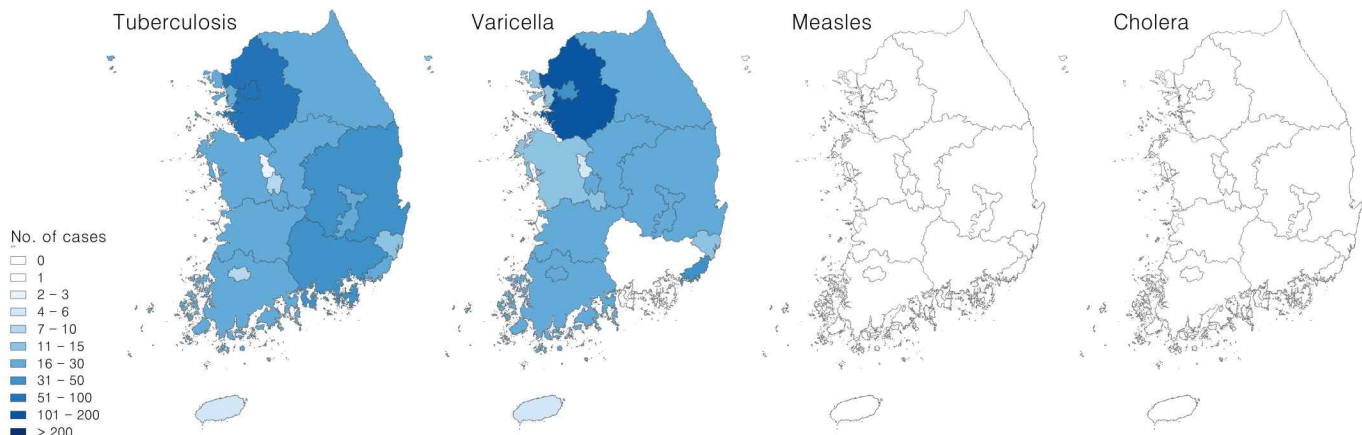 Tuberculosis
Varicella
Measles
Cholera
No. of cases
0
1
2 – 3
4 – 6
7 – 10
11 – 15
16 – 30
31 – 50
51 – 100
101 – 200
> 200